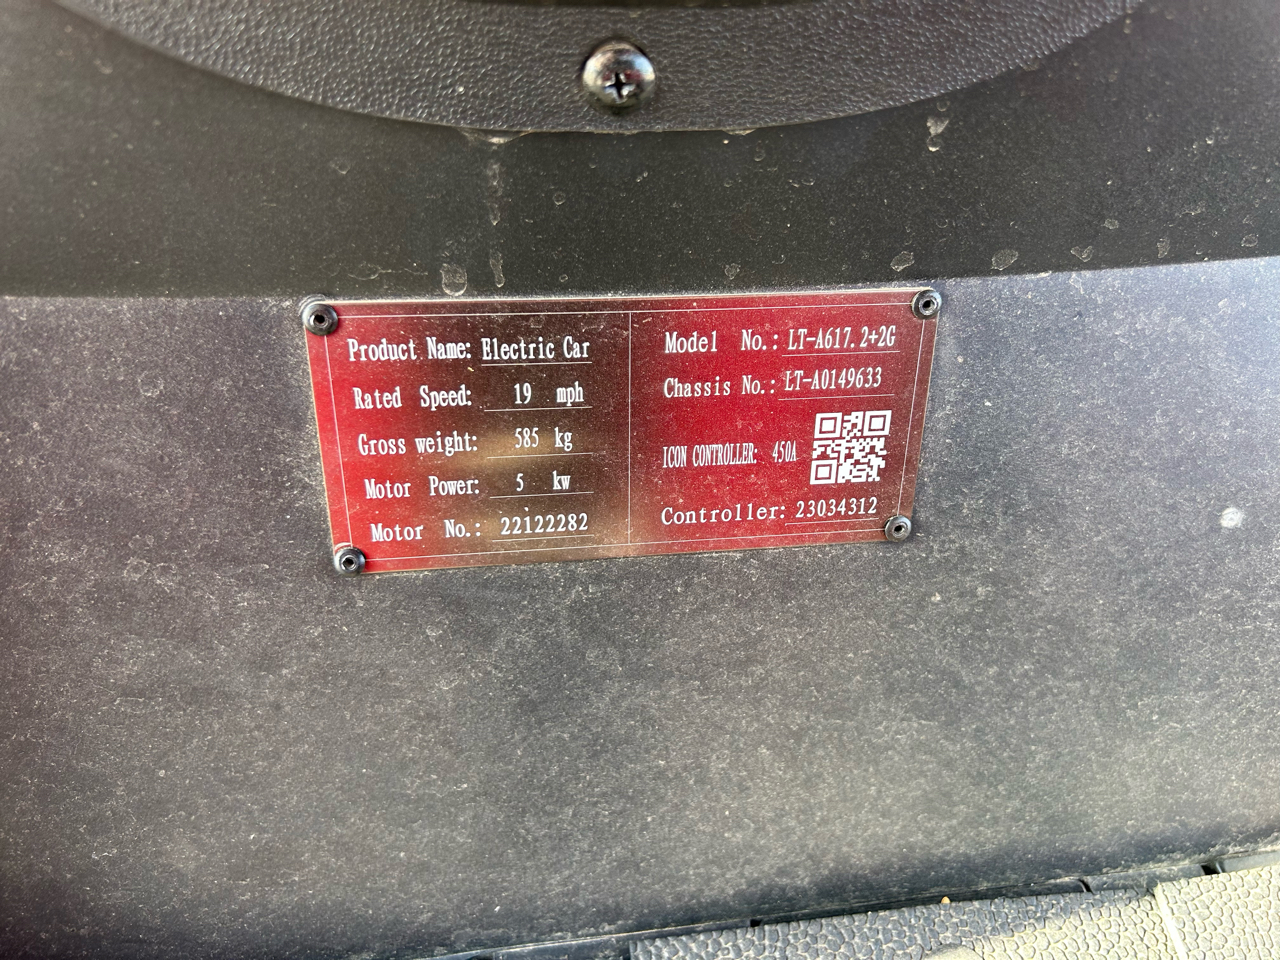 Product Name: Electric Car
Rated Speed: 19 mph
Gross weight: 585 kg
Motor Power: 5 kw
Motor No.: 22122282
Model No.: LT-A617.2+2G
Chassis No.: LT-A0149633
ICON CONTROLLER: 450A
Controller: 23034312